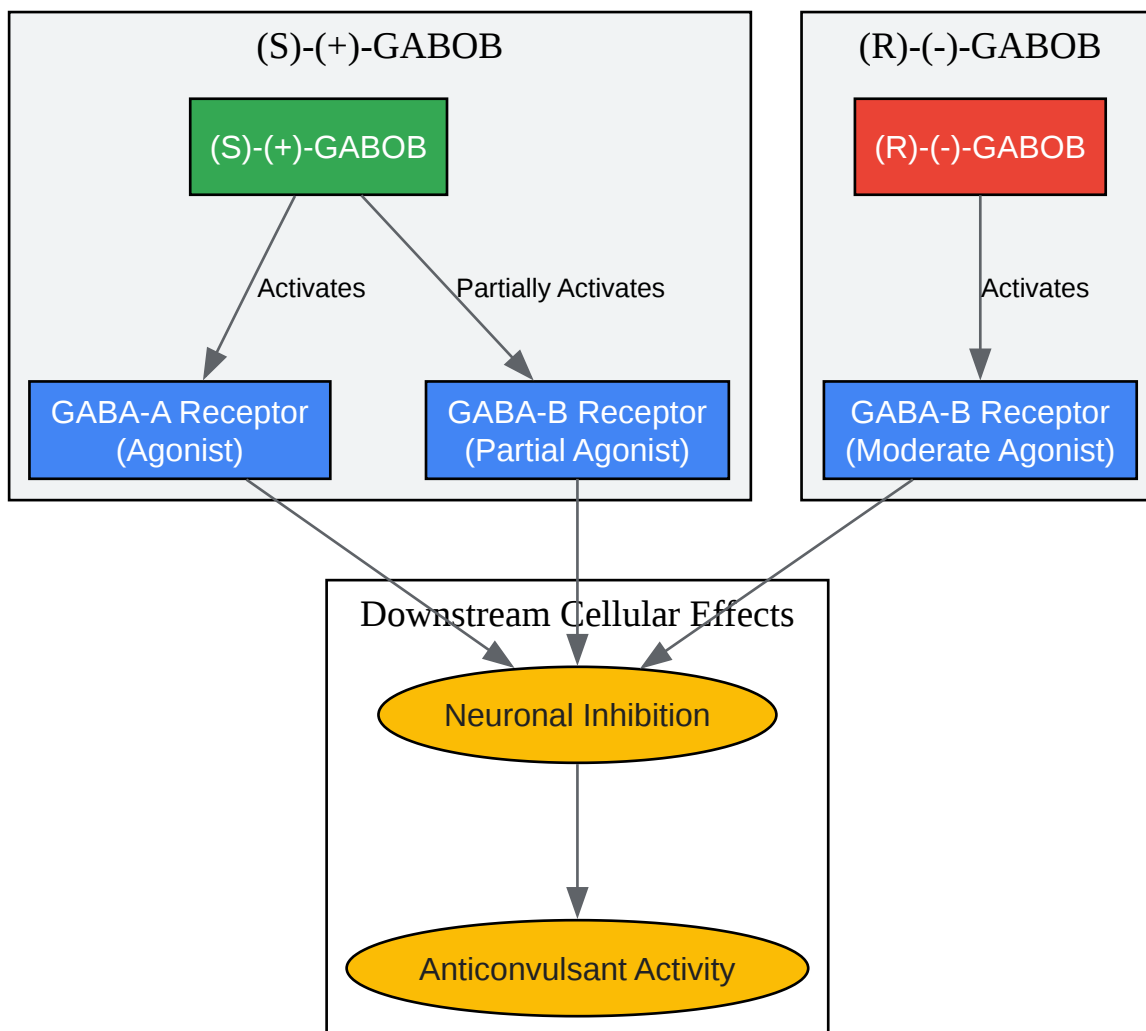 (S)-(+)-GABOB
(R)-(-)-GABOB
(S)-(+)-GABOB
(R)-(-)-GABOB
Activates
Partially Activates
Activates
GABA-A Receptor
(Agonist)
GABA-B Receptor
(Partial Agonist)
GABA-B Receptor
(Moderate Agonist)
Downstream Cellular Effects
Neuronal Inhibition
Anticonvulsant Activity